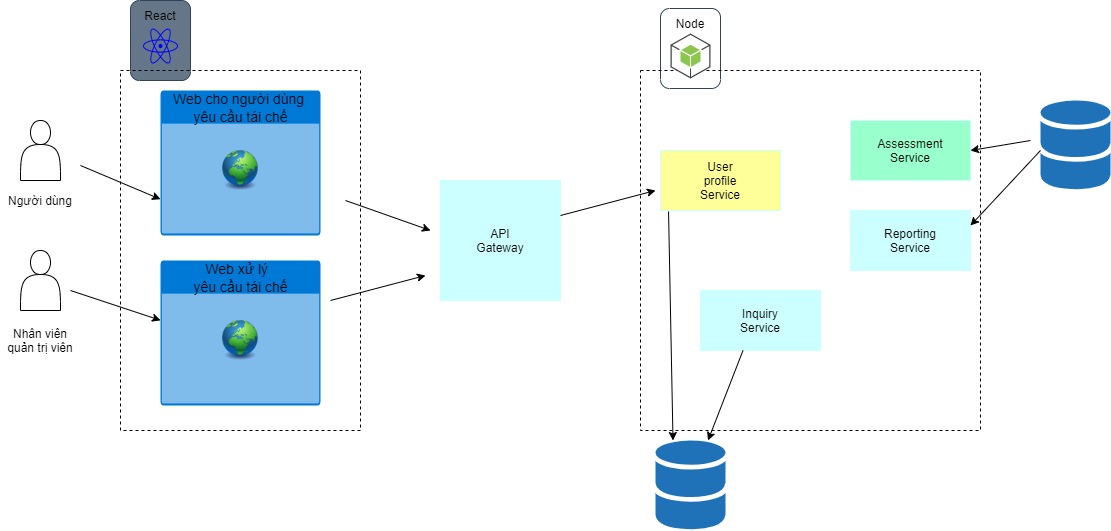 React
Web cho người dùng
yêu cầu tái chế
Người dùng
Web xử lý
yêu cầu tái chế
Nhân viên
quản trị viên
API
Gateway
Node
User
profile
Service
Assessment
Service
Reporting
Service
Inquiry
Service